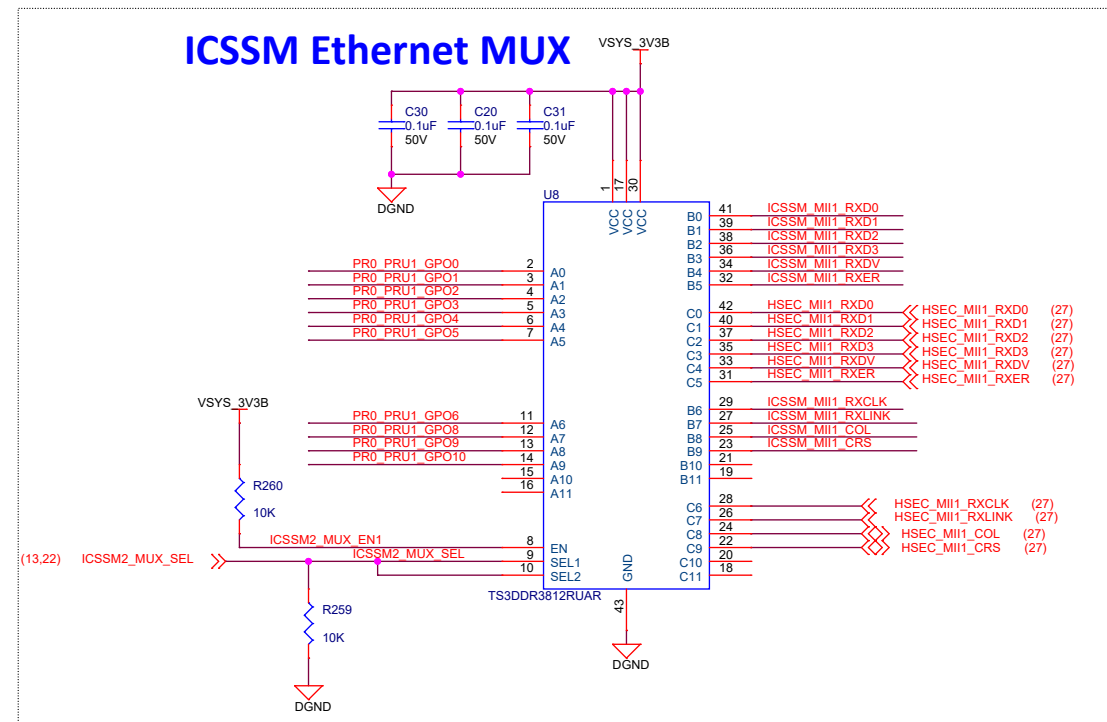 ICSSM Ethernet MUX
VSYS_3V3B
C30
0.1uF
50V
C20
0.1uF
50V
C31
0.1uF
50V
DGND
U8
1
17
30
VCC
VCC
VCC
PR0_PRU1_GPO0 2 A0
PR0_PRU1_GPO1 3 A1
PR0_PRU1_GPO2 4 A2
PR0_PRU1_GPO3 5 A3
PR0_PRU1_GPO4 6 A4
PR0_PRU1_GPO5 7 A5
B0 41 ICSSM_MII1_RXD0
B1 39 ICSSM_MII1_RXD1
B2 38 ICSSM_MII1_RXD2
B3 36 ICSSM_MII1_RXD3
B4 34 ICSSM_MII1_RXDV
B5 32 ICSSM_MII1_RXER
C0 42 HSEC_MII1_RXD0 HSEC_MII1_RXD0 (27)
C1 40 HSEC_MII1_RXD1 HSEC_MII1_RXD1 (27)
C2 37 HSEC_MII1_RXD2 HSEC_MII1_RXD2 (27)
C3 35 HSEC_MII1_RXD3 HSEC_MII1_RXD3 (27)
C4 33 HSEC_MII1_RXDV HSEC_MII1_RXDV (27)
C5 31 HSEC_MII1_RXER HSEC_MII1_RXER (27)
VSYS_3V3B
R260
10K
PR0_PRU1_GPO6 11 A6
PR0_PRU1_GPO8 12 A7
PR0_PRU1_GPO9 13 A8
PR0_PRU1_GPO10 14 A9
15 A10
16 A11
B6 29 ICSSM_MII1_RXCLK
B7 27 ICSSM_MII1_RXLINK
B8 25 ICSSM_MII1_COL
B9 23 ICSSM_MII1_CRS
B10 21
B11 19
C6 28 HSEC_MII1_RXCLK (27)
C7 26 HSEC_MII1_RXLINK (27)
C8 24 HSEC_MII1_COL (27)
C9 22 HSEC_MII1_CRS (27)
C10 20
C11 18
ICSSM2_MUX_EN1 8 EN
(13,22) ICSSM2_MUX_SEL ICSSM2_MUX_SEL 9 SEL1
10 SEL2
GND
43
TS3DDR3812RUAR
R259
10K
DGND
DGND